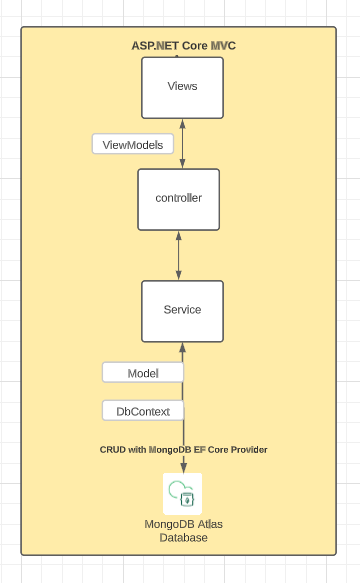 ASP.NET Core MVC
Views
ViewModels
controller
Service
Model
DbContext
CRUD with MongoDB EF Core Provider
MongoDB Atlas
Database